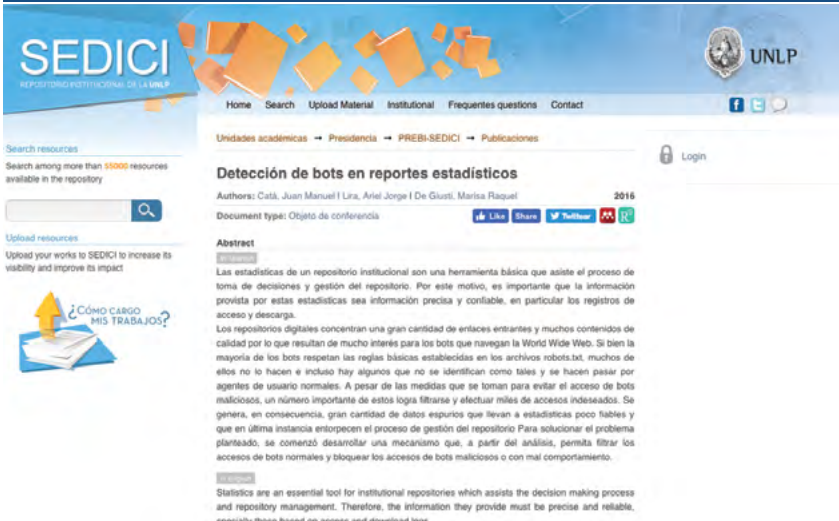 SEDICI
REPOSITORIO INSTITUCIONAL DE LA UNLP
UNLP
Home Search Upload Material Institutional Frequentes questions Contact
Search resources
Search among more than 55000 resources
available in the repository
Upload resources
Upload your works to SEDICI to increase its
visibility and improve its impact
¿CÓMO CARGO
MIS TRABAJOS?
Unidades académicas → Presidencia → PREBI-SEDICI → Publicaciones
Detección de bots en reportes estadísticos
Authors: Catá, Juan Manuel | Lira, Ariel Jorge | De Giusti, Marisa Raquel 2016
Document type: Objeto de conferencia
Like Share Twittear
Abstract
Las estadísticas de un repositorio institucional son una herramienta básica que asiste el proceso de
toma de decisiones y gestión del repositorio. Por este motivo, es importante que la información
provista por estas estadísticas sea información precisa y confiable, en particular los registros de
acceso y descarga.
Los repositorios digitales concentran una gran cantidad de enlaces entrantes y muchos contenidos de
calidad por lo que resultan de mucho interés para los bots que navegan la World Wide Web. Si bien la
mayoría de los bots respetan las reglas básicas establecidas en los archivos robots.txt, muchos de
ellos no lo hacen e incluso hay algunos que no se identifican como tales y se hacen pasar por
agentes de usuario normales. A pesar de las medidas que se toman para evitar el acceso de bots
maliciosos, un número importante de estos logra filtrarse y efectuar miles de accesos indeseados. Se
genera, en consecuencia, gran cantidad de datos espurios que llevan a estadísticas poco fiables y
que en última instancia entorpecen el proceso de gestión del repositorio Para solucionar el problema
planteado, se comenzó desarrollar una mecanismo que, a partir del análisis, permita filtrar los
accesos de bots normales y bloquear los accesos de bots maliciosos o con mal comportamiento.
Statistics are an essential tool for institutional repositories which assists the decision making process
and repository management. Therefore, the information they provide must be precise and reliable,
specially those based on access and download logs.
Login